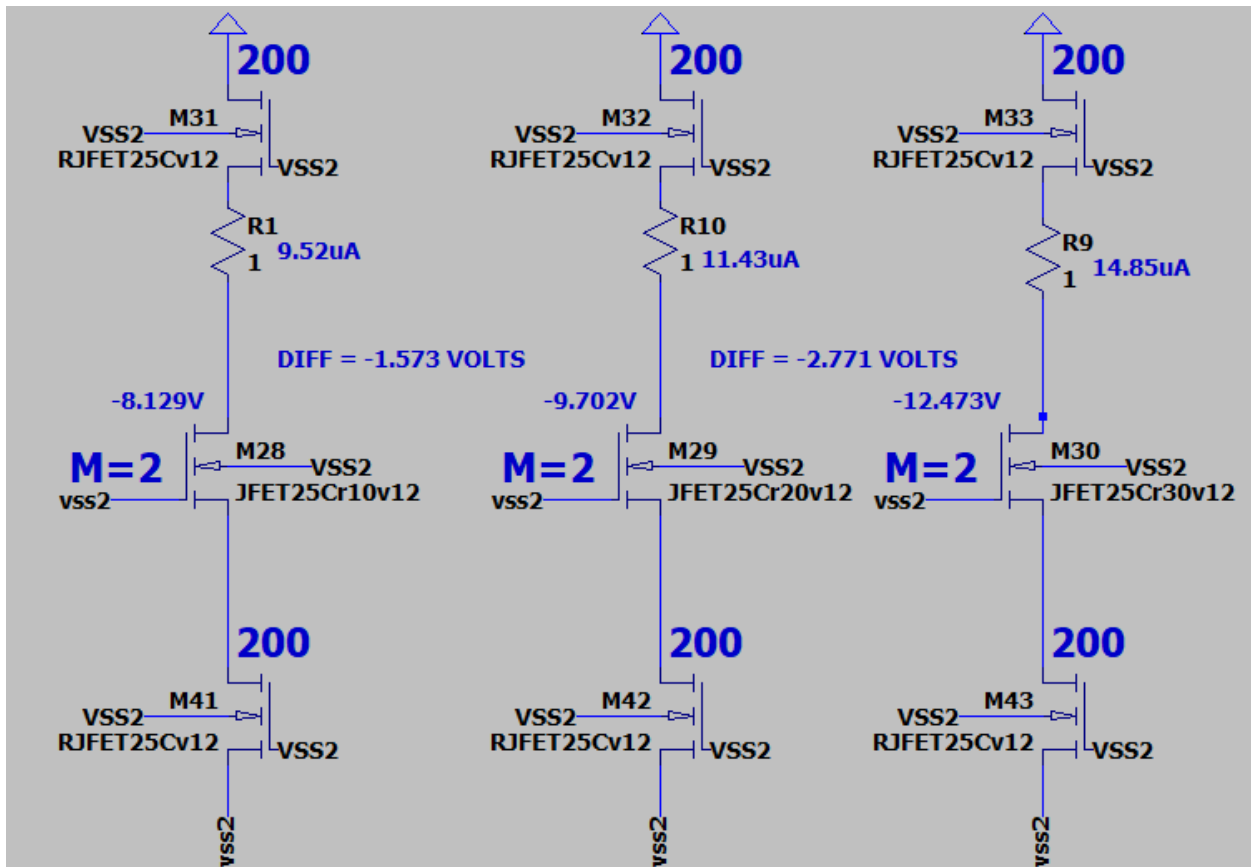 200
200
200
M31
M32
M33
VSS2
VSS2
VSS2
RJFET25Cv12
VSS2
RJFET25Cv12
VSS2
RJFET25Cv12
VSS2
R1
9.52uA
1
R10
1
11.43uA
R9
14.85uA
1
DIFF = -1.573 VOLTS
DIFF = -2.771 VOLTS
-8.129V
-9.702V
-12.473V
M=2
M28
VSS2
JFET25Cr10v12
vss2
M=2
M29
VSS2
JFET25Cr20v12
vss2
M=2
M30
VSS2
JFET25Cr30v12
vss2
200
200
200
M41
M42
M43
VSS2
VSS2
VSS2
RJFET25Cv12
VSS2
RJFET25Cv12
VSS2
RJFET25Cv12
VSS2
vss2
vss2
vss2